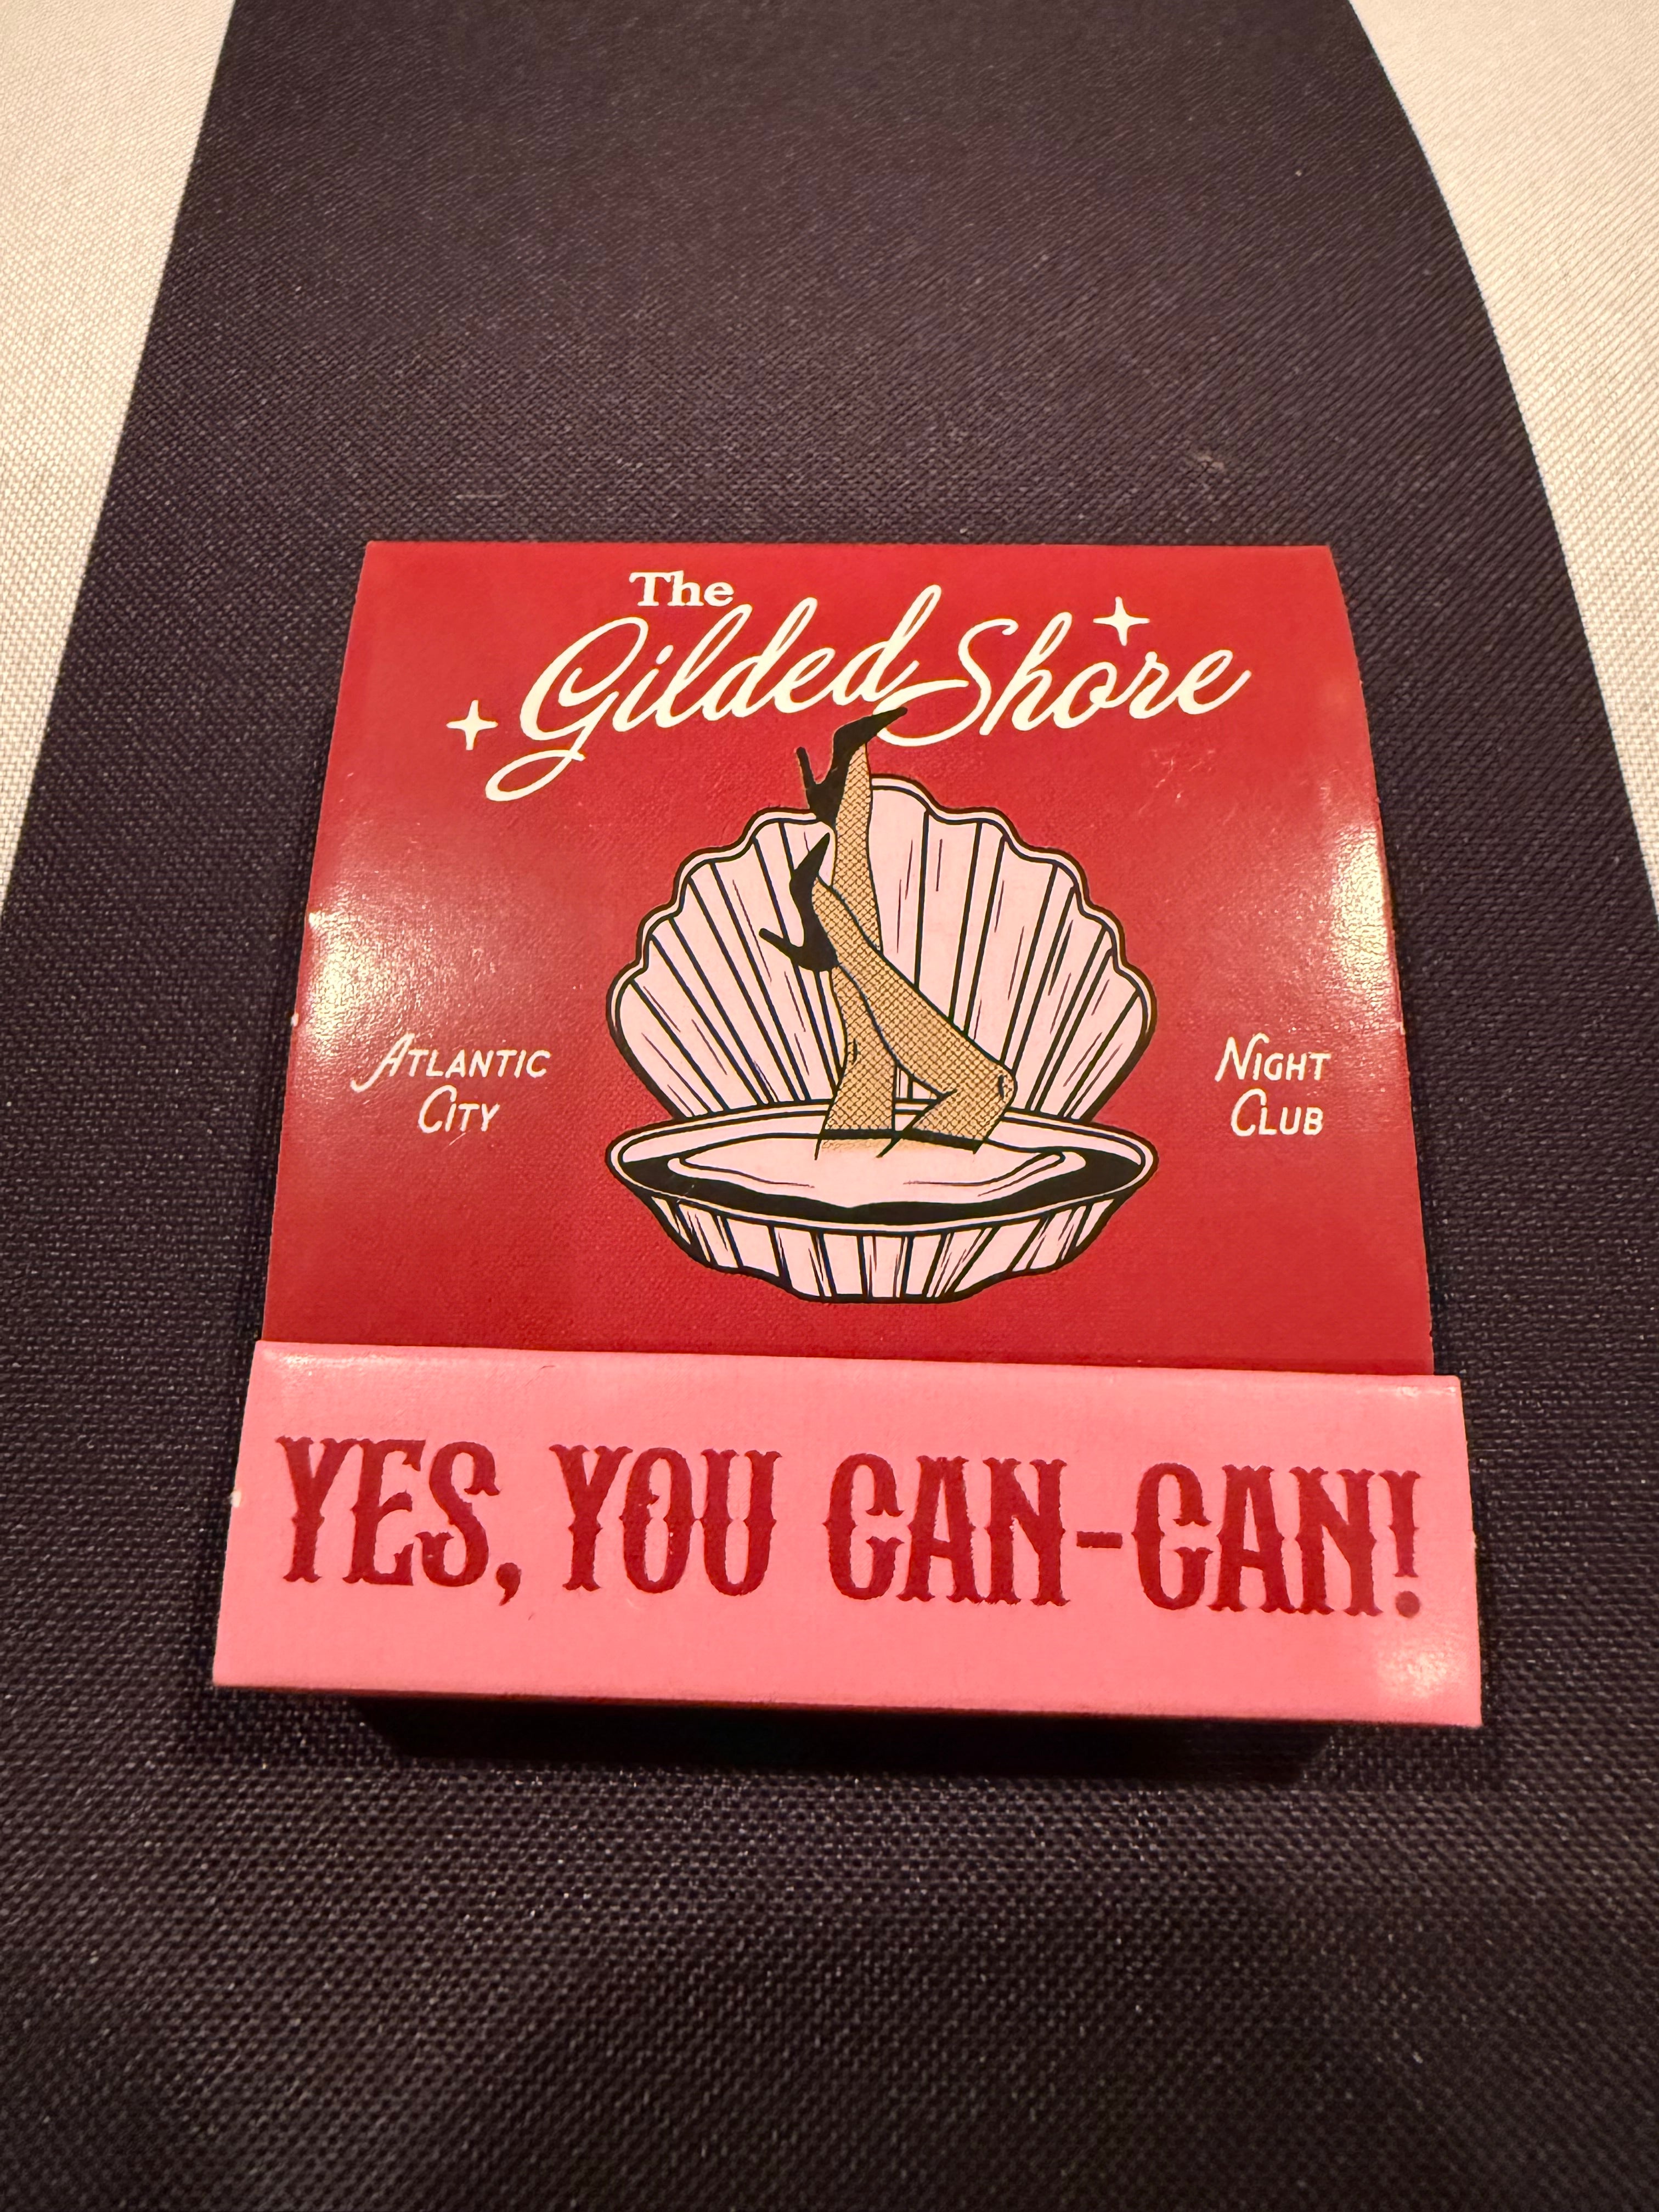 The
Gilded Shore
ATLANTIC
CITY
NIGHT
CLUB
YES, YOU CAN-CAN!